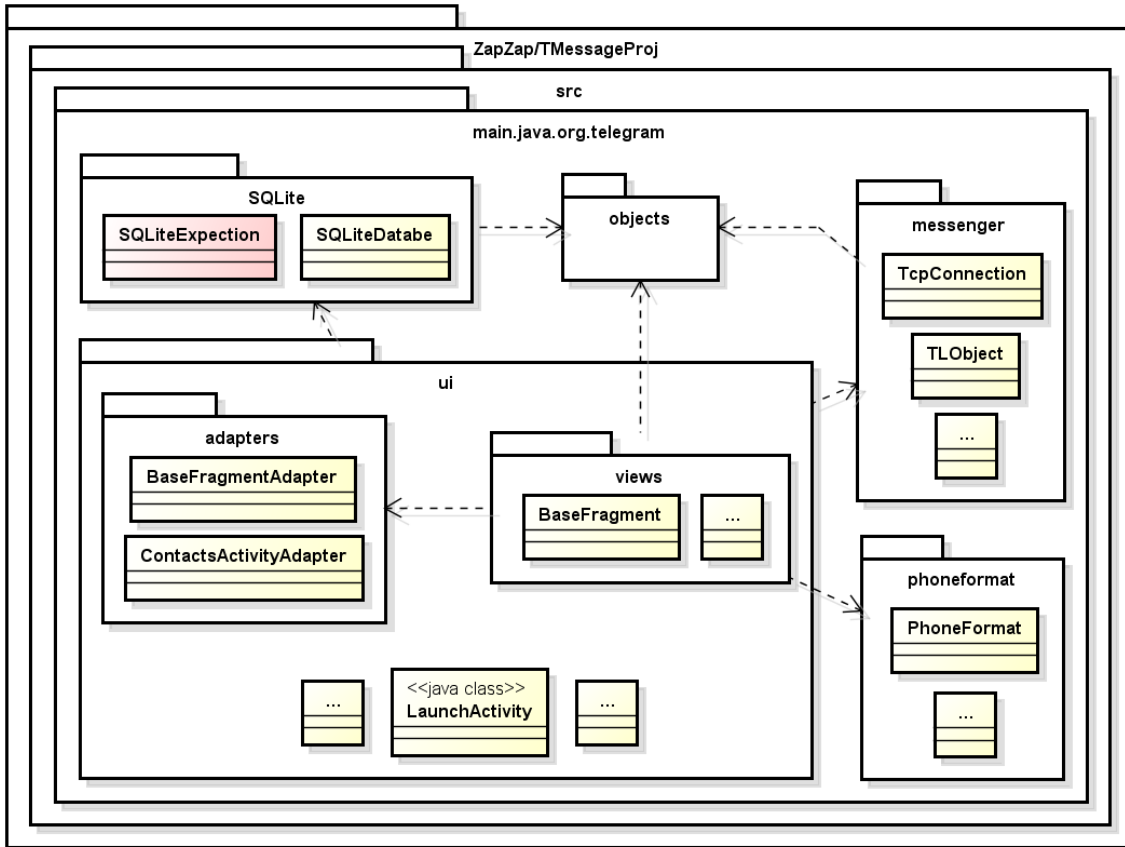 ZapZap/TMessageProj
src
main.java.org.telegram
SQLite
SQLiteExpection
SQLiteDatabe
objects
messenger
TcpConnection
TLObject
...
ui
adapters
BaseFragmentAdapter
ContactsActivityAdapter
views
BaseFragment
...
phoneformat
PhoneFormat
...
...
<<java class>>
LaunchActivity
...